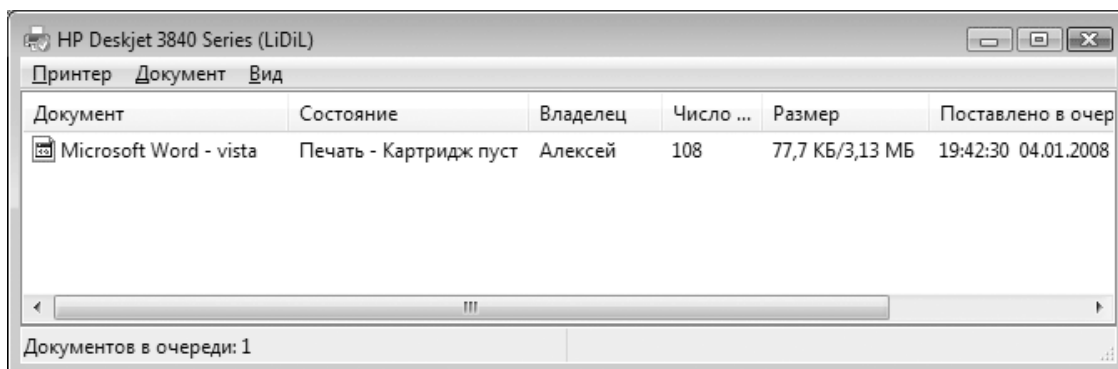 HP Deskjet 3840 Series (LiDiL)
Принтер Документ Вид
Документ Состояние Владелец Число ... Размер Поставлено в очер
Microsoft Word - vista Печать - Картридж пуст Алексей 108 77,7 КБ/3,13 МБ 19:42:30 04.01.2008
Документов в очереди: 1